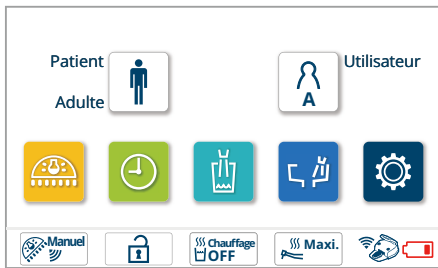 Patient
Utilisateur
Adulte
A
Manuel
Chauffage
OFF
Maxi.